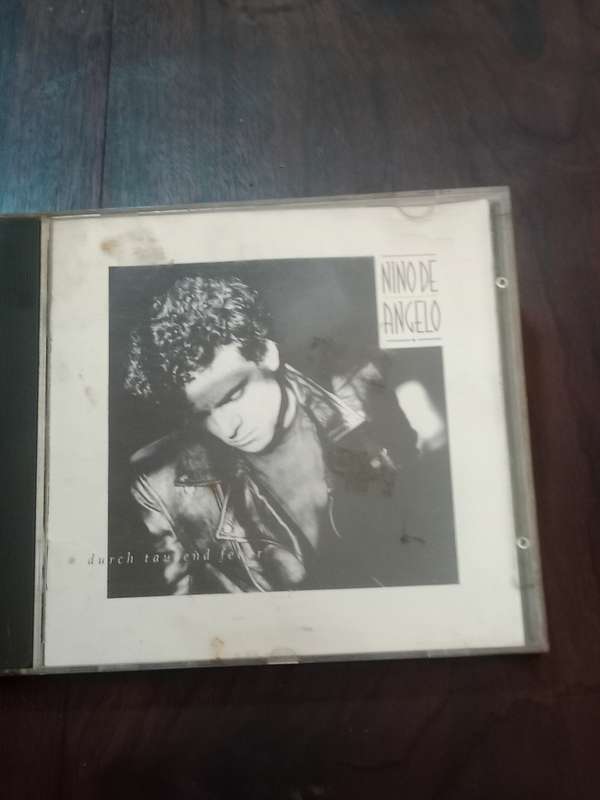 NINO DE
ANGELO
durch tausend feuer